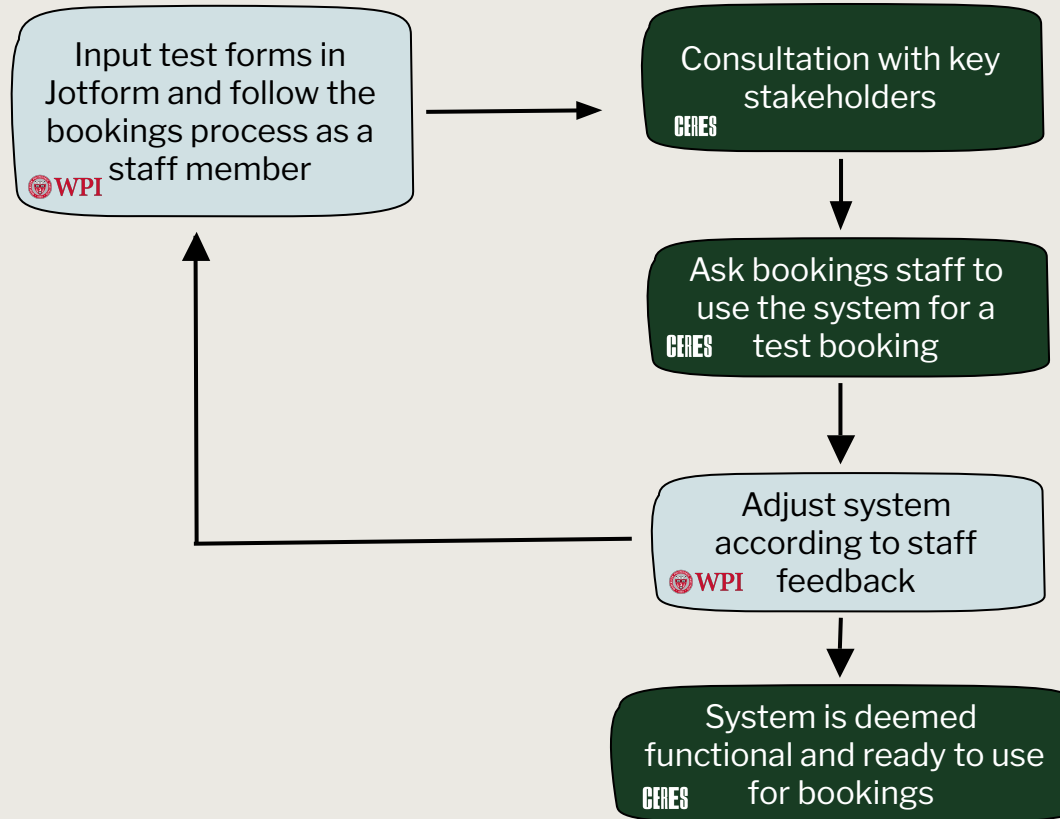 Input test forms in
Jotform and follow the
bookings process as a
staff member
WPI
Consultation with key
stakeholders
CERES
Ask bookings staff to
use the system for a
test booking
CERES
Adjust system
according to staff
feedback
WPI
System is deemed
functional and ready to use
for bookings
CERES